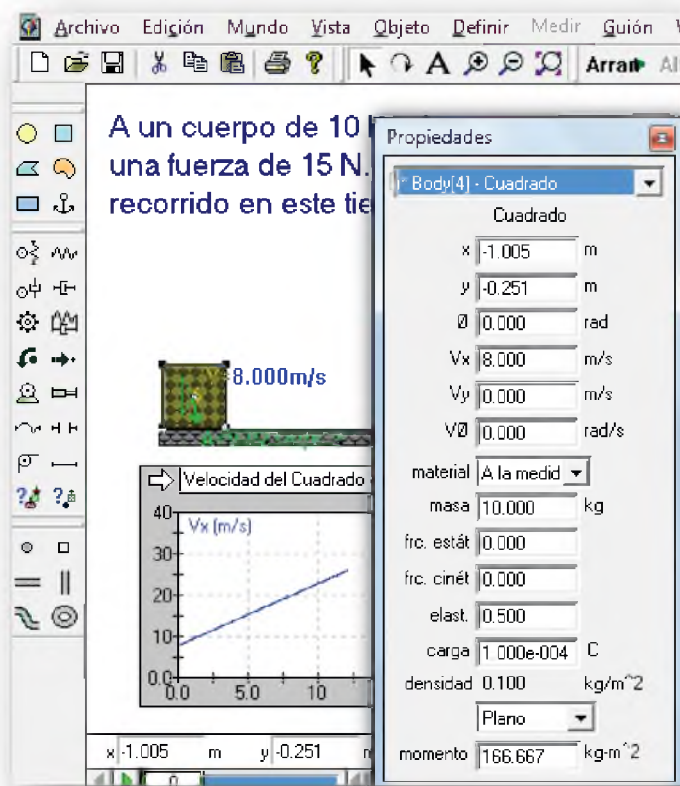 Archivo Edición Mundo Vista Objeto Definir Medir Guión
A Arran
A un cuerpo de 10
una fuerza de 15 N.
recorrido en este
8.000m/s
Velocidad del Cuadrado
Vx (m/s)
40
30
20
10
0.0
0.0 5.0 10
x -1.005 m y -0.251
0
Propiedades
Body[4] - Cuadrado
Cuadrado
x -1.005 m
y -0.251 m
Ø 0.000 rad
Vx 8.000 m/s
Vy 0.000 m/s
VØ 0.000 rad/s
material A la medid
masa 10.000 kg
frc. estát 0.000
frc. cinét 0.000
elast. 0.500
carga 1.000e-004 C
densidad 0.100 kg/m^2
Plano
momento 166.667 kg-m^2